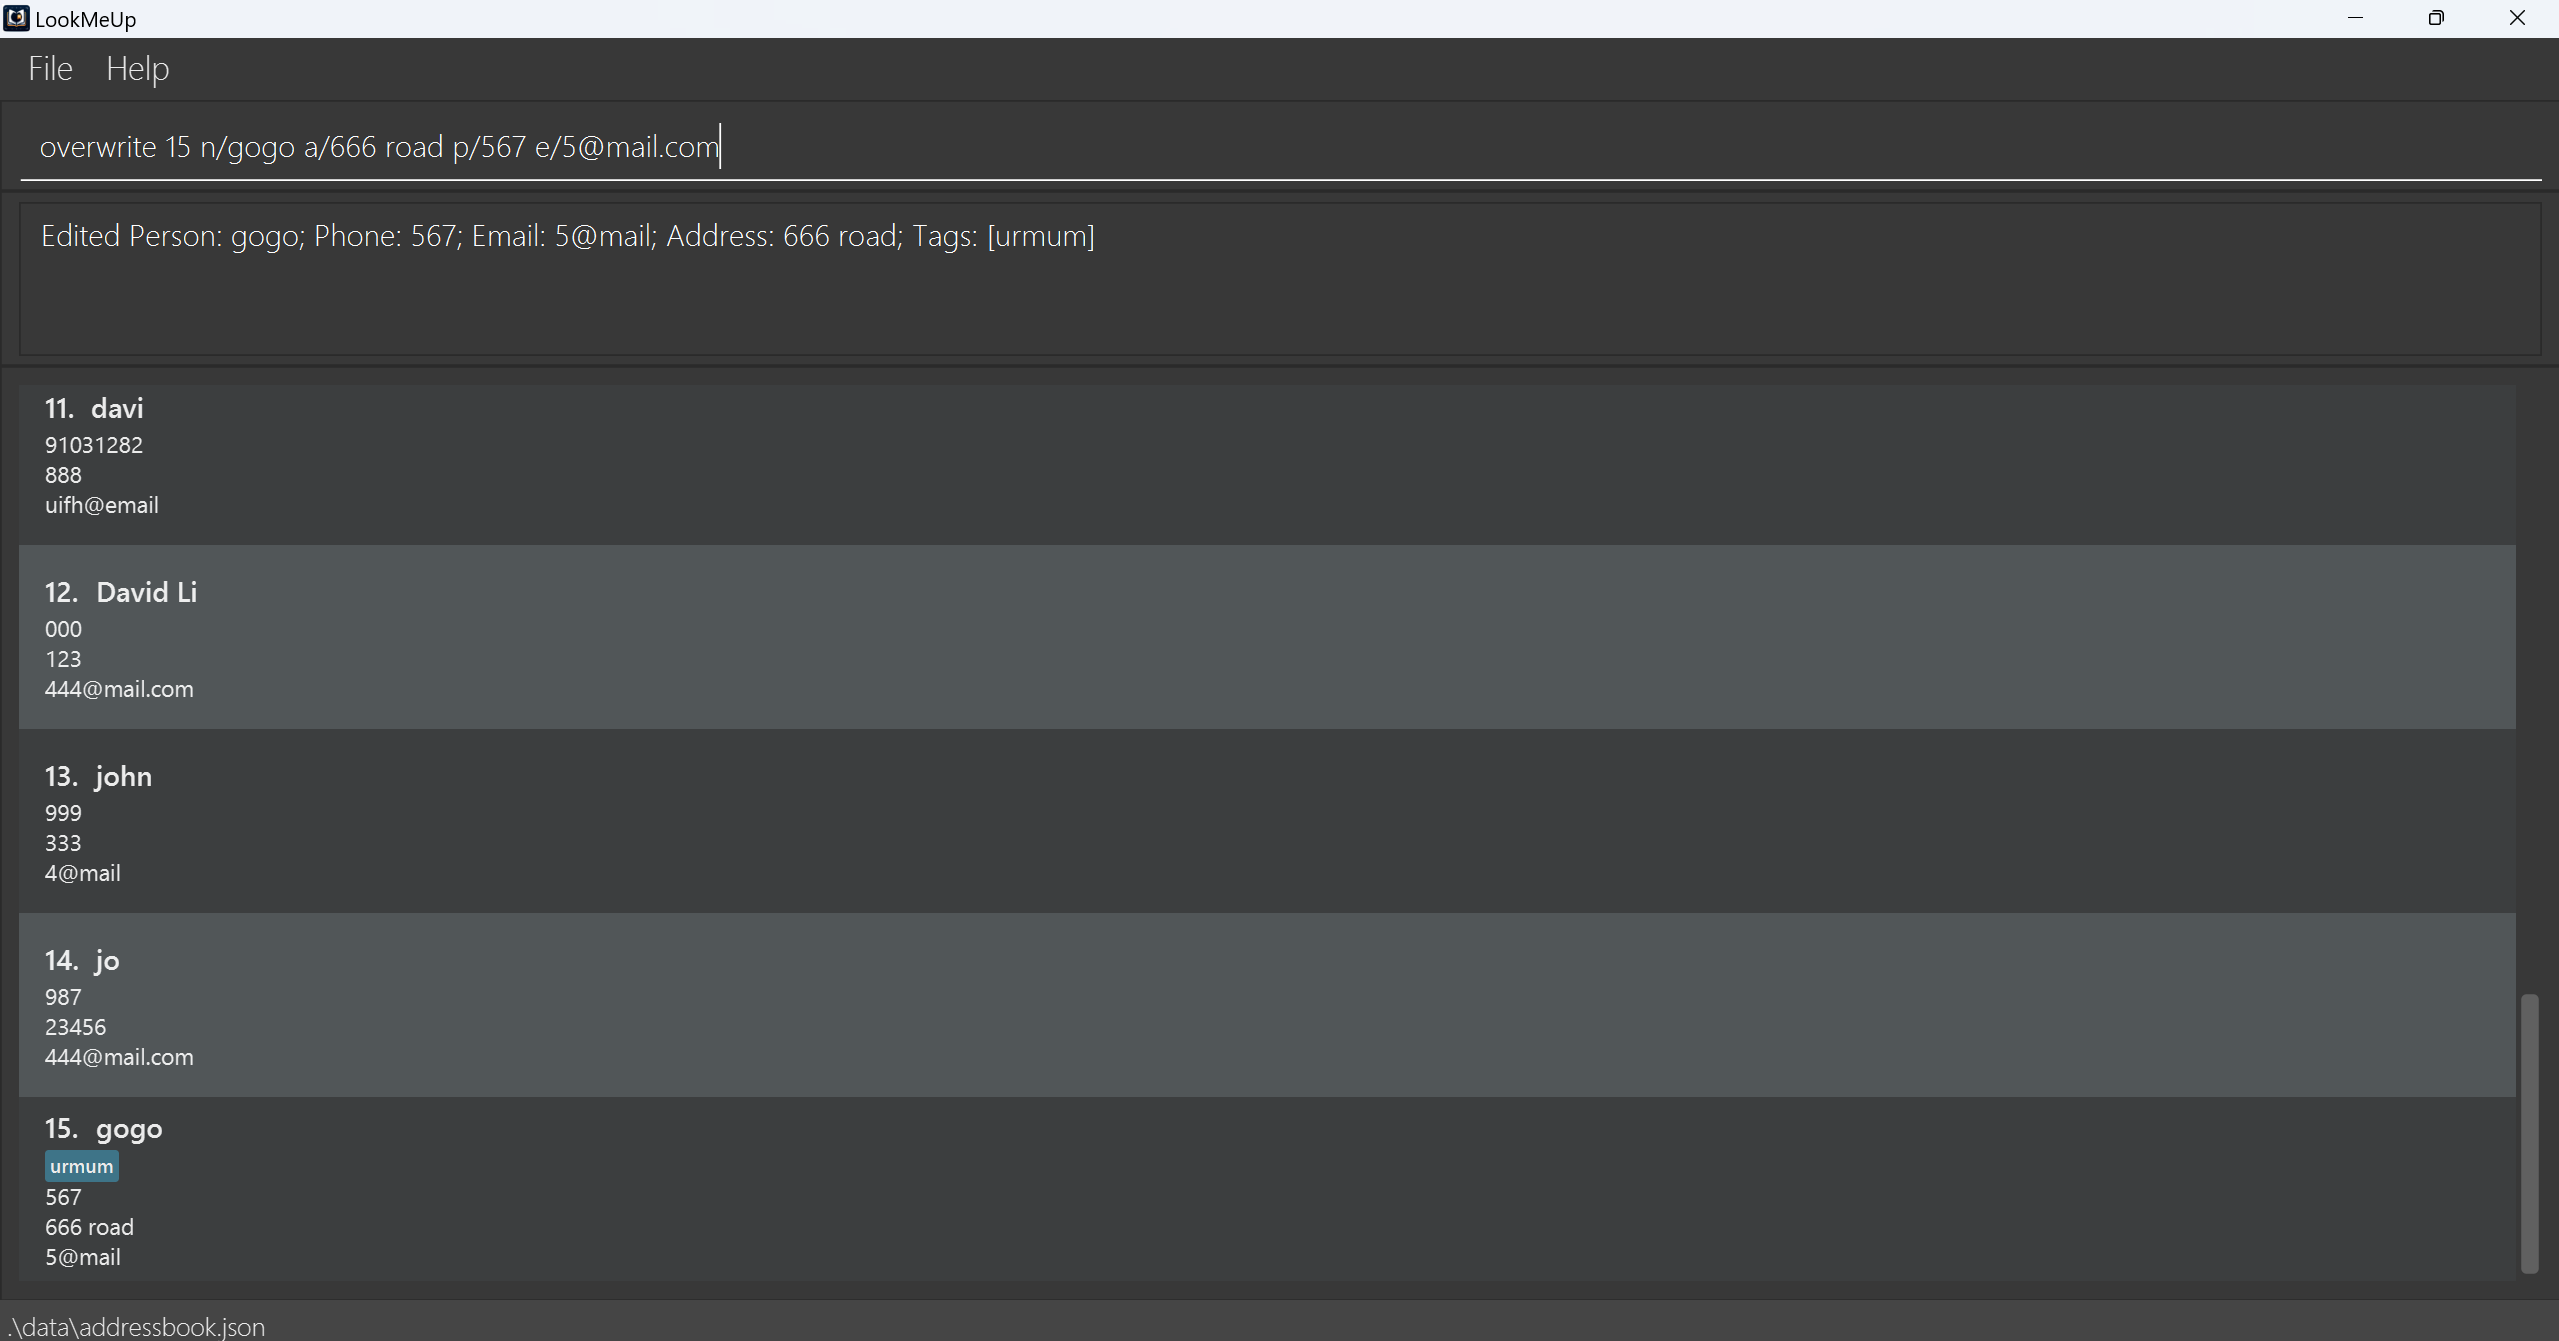 LookMeUp
File Help
overwrite 15 n/gogo a/666 road p/567 e/5@mail.com
Edited Person: gogo; Phone: 567; Email: 5@mail; Address: 666 road; Tags: [urmum]
11. davi
91031282
888
uifh@email
12. David Li
000
123
444@mail.com
13. john
999
333
4@mail
14. jo
987
23456
444@mail.com
15. gogo
urmum
567
666 road
5@mail
.\data\addressbook.json